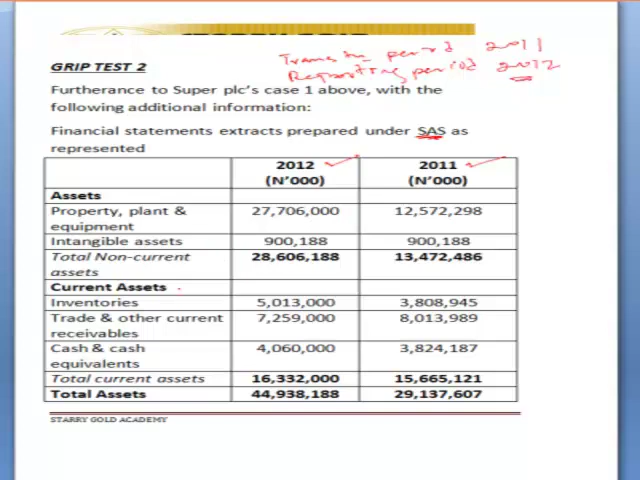 Transition period 2011
Reporting period 2012
GRIP TEST 2
Furtherance to Super plc's case 1 above, with the
following additional information:
Financial statements extracts prepared under SAS as
represented
2012 2011
(N'000) (N'000)
Assets
Property, plant & 27,706,000 12,572,298
equipment
Intangible assets 900,188 900,188
Total Non-current 28,606,188 13,472,486
assets
Current Assets
Inventories 5,013,000 3,808,945
Trade & other current 7,259,000 8,013,989
receivables
Cash & cash 4,060,000 3,824,187
equivalents
Total current assets 16,332,000 15,665,121
Total Assets 44,938,188 29,137,607
STARRY GOLD ACADEMY